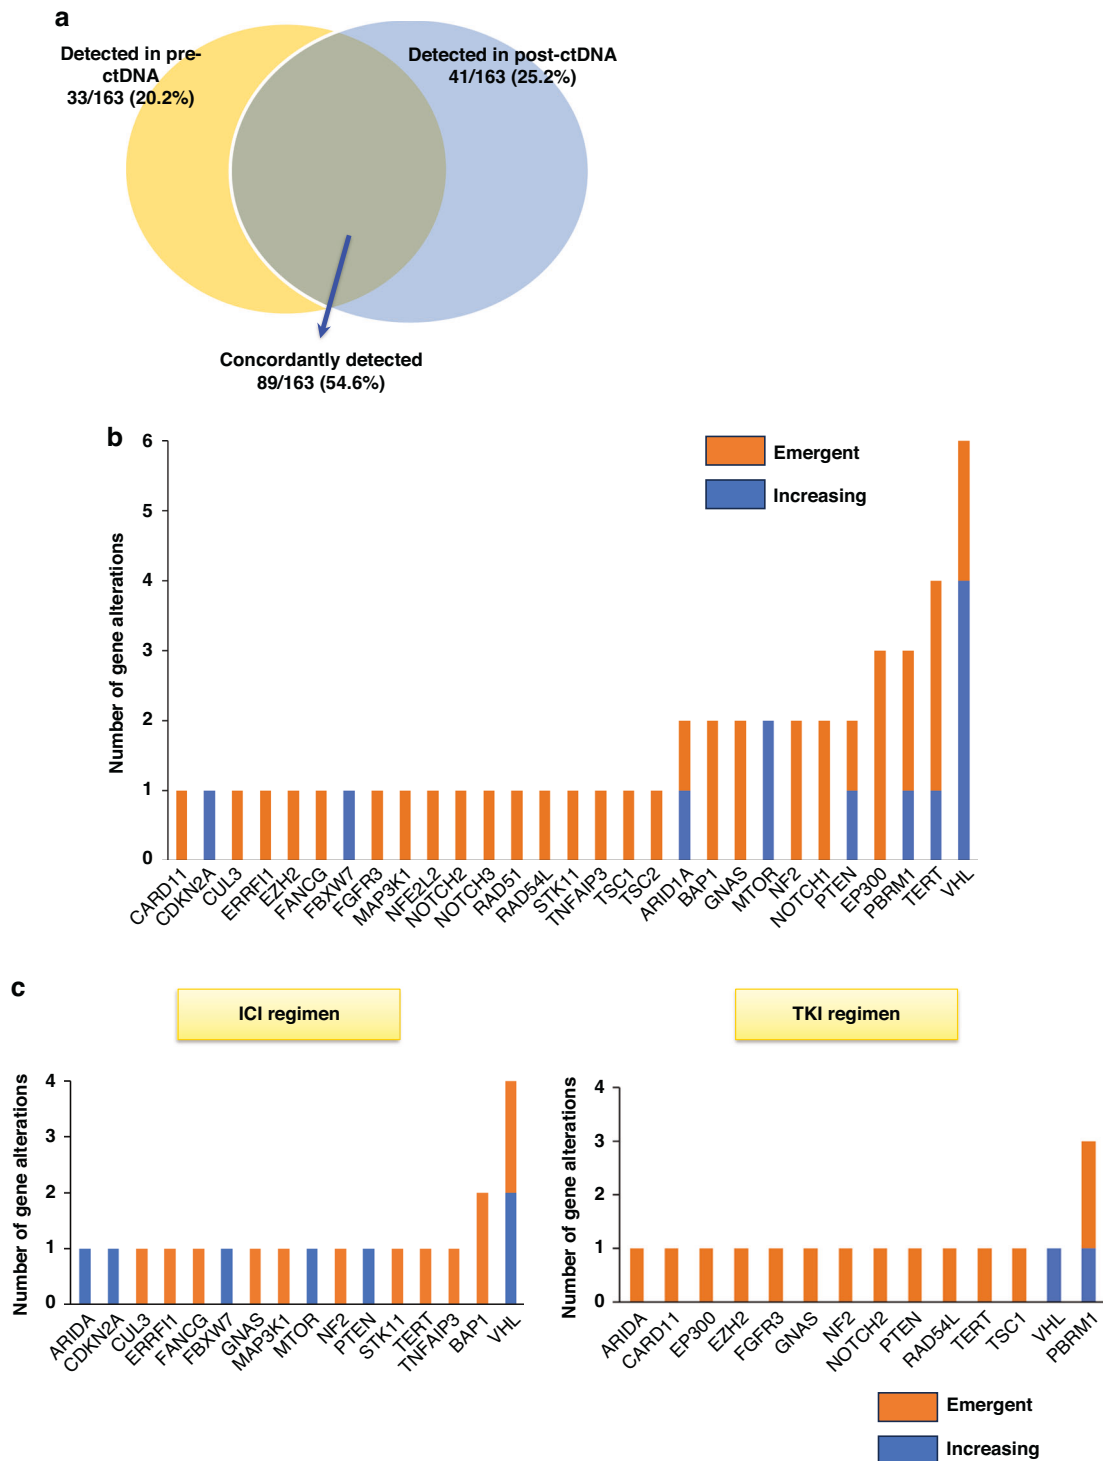 a
Detected in pre-
ctDNA
33/163 (20.2%)
Detected in post-ctDNA
41/163 (25.2%)
Concordantly detected
89/163 (54.6%)
b
Number of gene alterations
6
5
4
3
2
1
0
Emergent
Increasing
CARD11
CDKN2A
CUL3
ERRFI1
EZH2
FANCG
FBXW7
FGFR3
MAP3K1
NFE2L2
NOTCH2
NOTCH3
RAD51
RAD54L
STK11
TNFAIP3
TSC1
TSC2
ARID1A
BAP1
GNAS
MTOR
NF2
NOTCH1
PTEN
EP300
PBRM1
TERT
VHL
c
ICI regimen
Number of gene alterations
4
3
2
1
0
ARIDA
CDKN2A
CUL3
ERRFI1
FANCG
FBXW7
GNAS
MAP3K1
MTOR
NF2
PTEN
STK11
TERT
TNFAIP3
BAP1
VHL
TKI regimen
Number of gene alterations
4
3
2
1
0
ARIDA
CARD11
EP300
EZH2
FGFR3
GNAS
NF2
NOTCH2
PTEN
RAD54L
TERT
TSC1
VHL
PBRM1
Emergent
Increasing